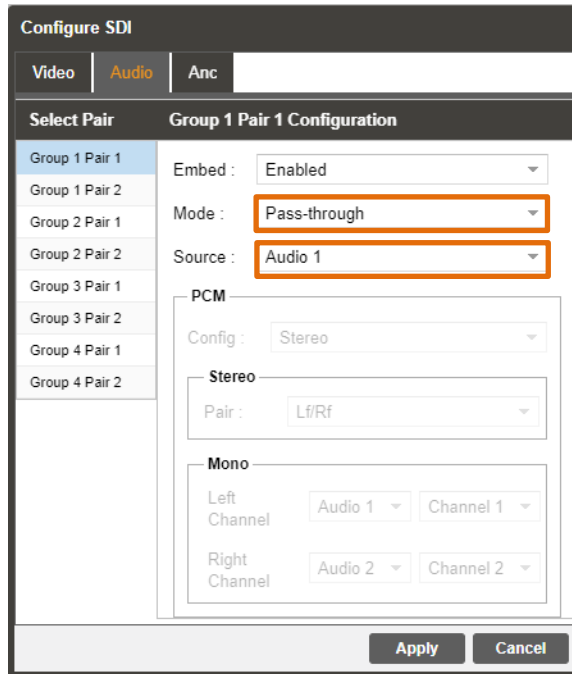 Configure SDI
Video Audio Anc
Select Pair Group 1 Pair 1 Configuration
Group 1 Pair 1
Group 1 Pair 2
Group 2 Pair 1
Group 2 Pair 2
Group 3 Pair 1
Group 3 Pair 2
Group 4 Pair 1
Group 4 Pair 2
Embed : Enabled
Mode : Pass-through
Source : Audio 1
PCM
Config : Stereo
Stereo
Pair : Lf/Rf
Mono
Left
Channel Audio 1 Channel 1
Right
Channel Audio 2 Channel 2
Apply Cancel